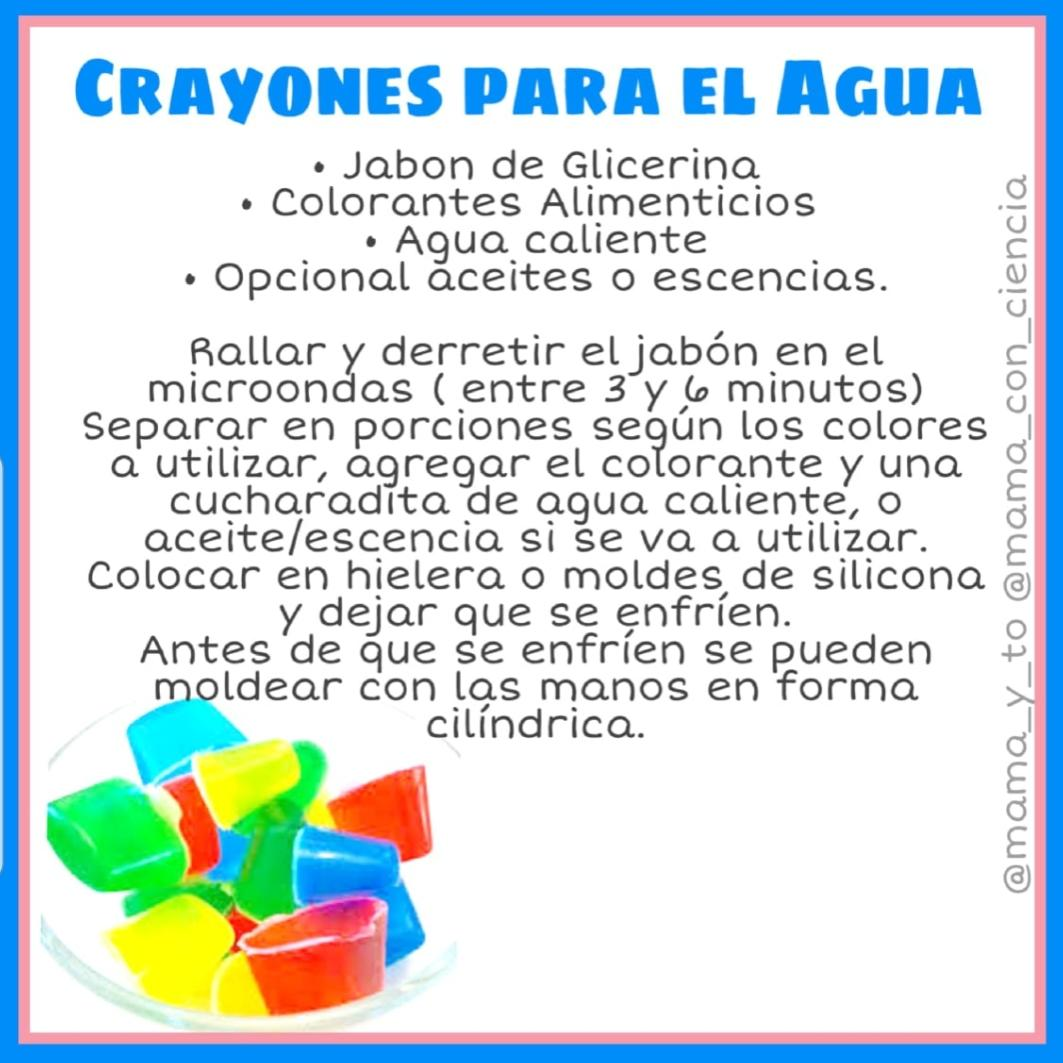 CRAYONES PARA EL AGUA
• Jabon de Glicerina
• Colorantes Alimenticios
• Agua caliente
• Opcional aceites o escencias.
Rallar y derretir el jabón en el
microondas ( entre 3 y 6 minutos)
Separar en porciones según los colores
a utilizar, agregar el colorante y una
cucharadita de agua caliente, o
aceite/escencia si se va a utilizar.
Colocar en hielera o moldes de silicona
y dejar que se enfríen.
Antes de que se enfríen se pueden
moldear con las manos en forma
cilíndrica.
@mama_y_to @mama_con_ciencia